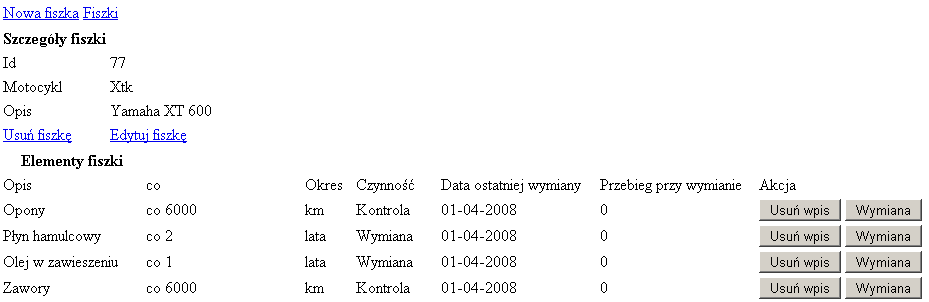 Nowa fiszka Fiszki
Szczegóły fiszki
Id 77
Motocykl Xtk
Opis Yamaha XT 600
Usuń fiszkę Edytuj fiszkę
Elementy fiszki
Opis co Okres Czynność Data ostatniej wymiany Przebieg przy wymianie Akcja
Opony co 6000 km Kontrola 01-04-2008 0 Usuń wpis Wymiana
Płyn hamulcowy co 2 lata Wymiana 01-04-2008 0 Usuń wpis Wymiana
Olej w zawieszeniu co 1 lata Wymiana 01-04-2008 0 Usuń wpis Wymiana
Zawory co 6000 km Kontrola 01-04-2008 0 Usuń wpis Wymiana